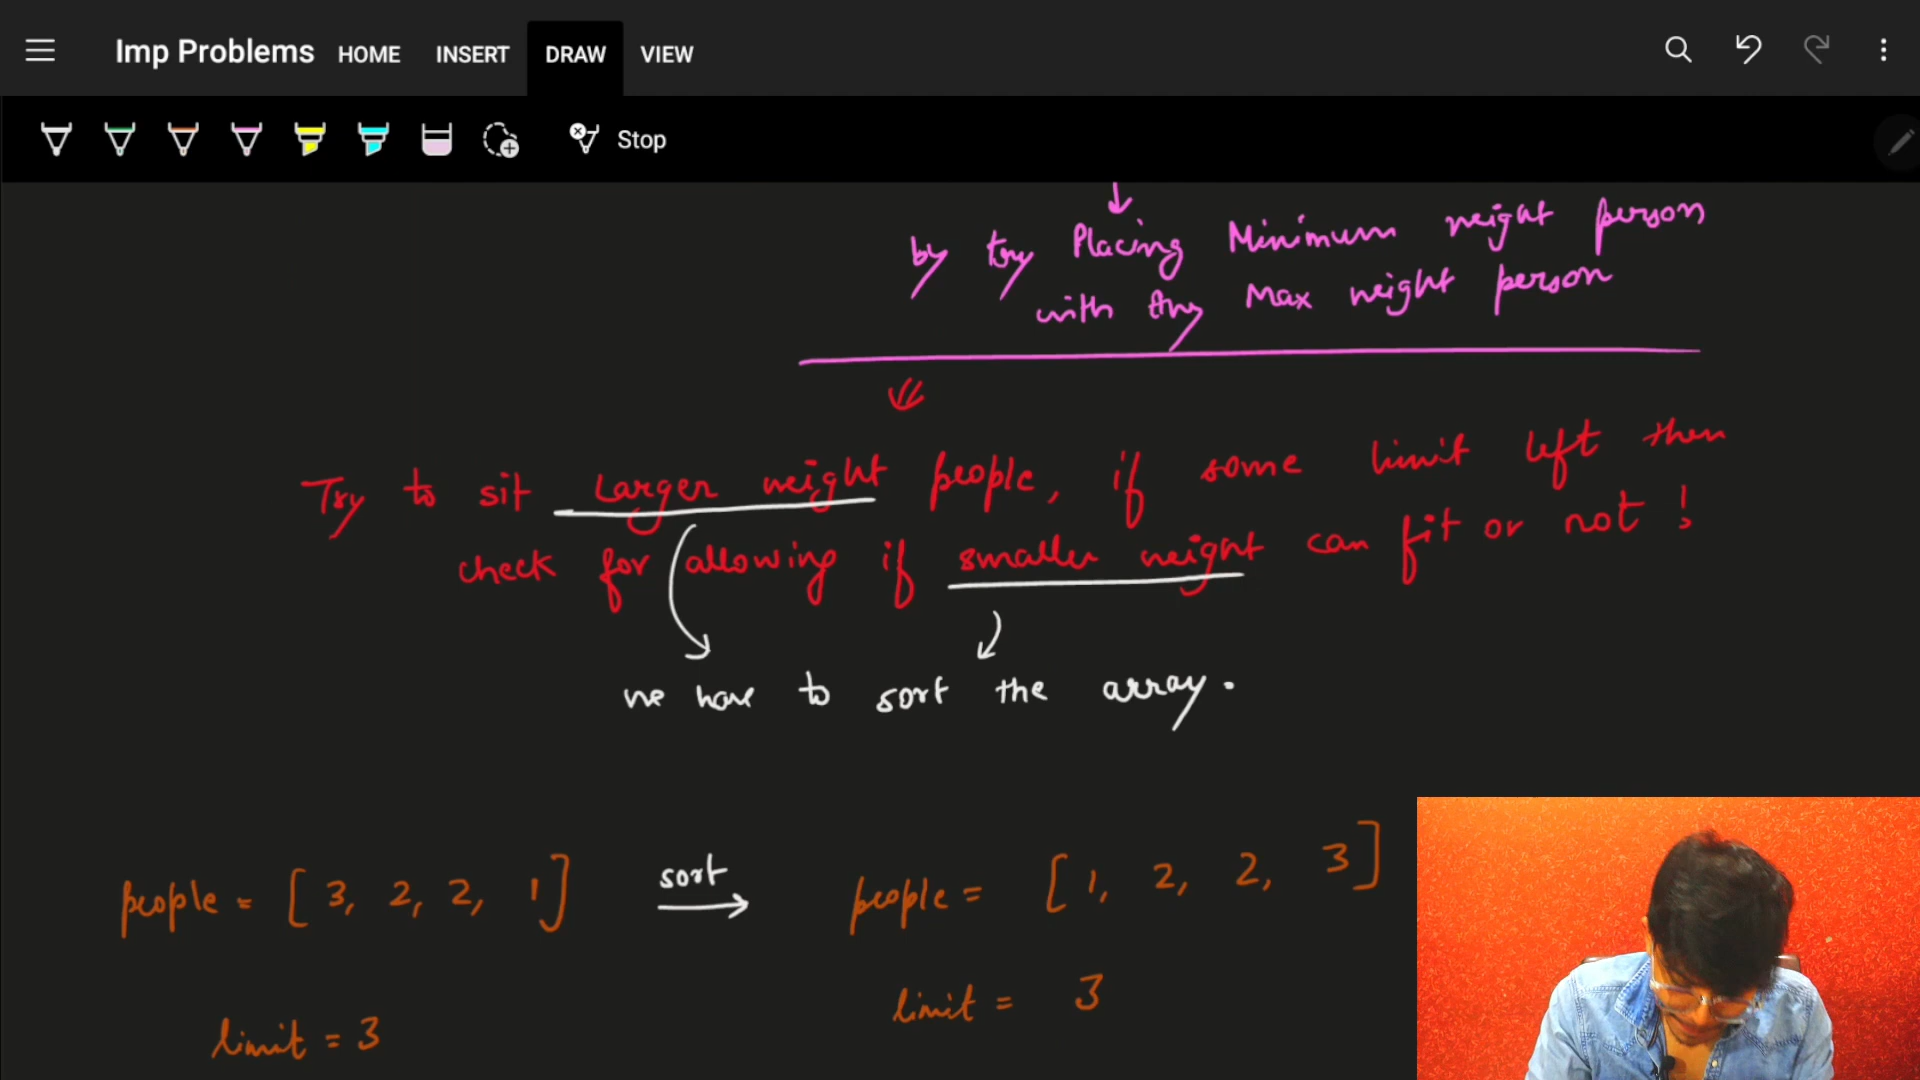 Imp Problems HOME INSERT DRAW VIEW
Stop
by try Placing Minimum weight person
with Any Max weight person
Try to sit Larger weight people, if some limit left then
check for allowing if smaller weight can fit or not!
we have to sort the array.
people = [3, 2, 2, 1] sort people = [1, 2, 2, 3]
limit = 3 limit = 3